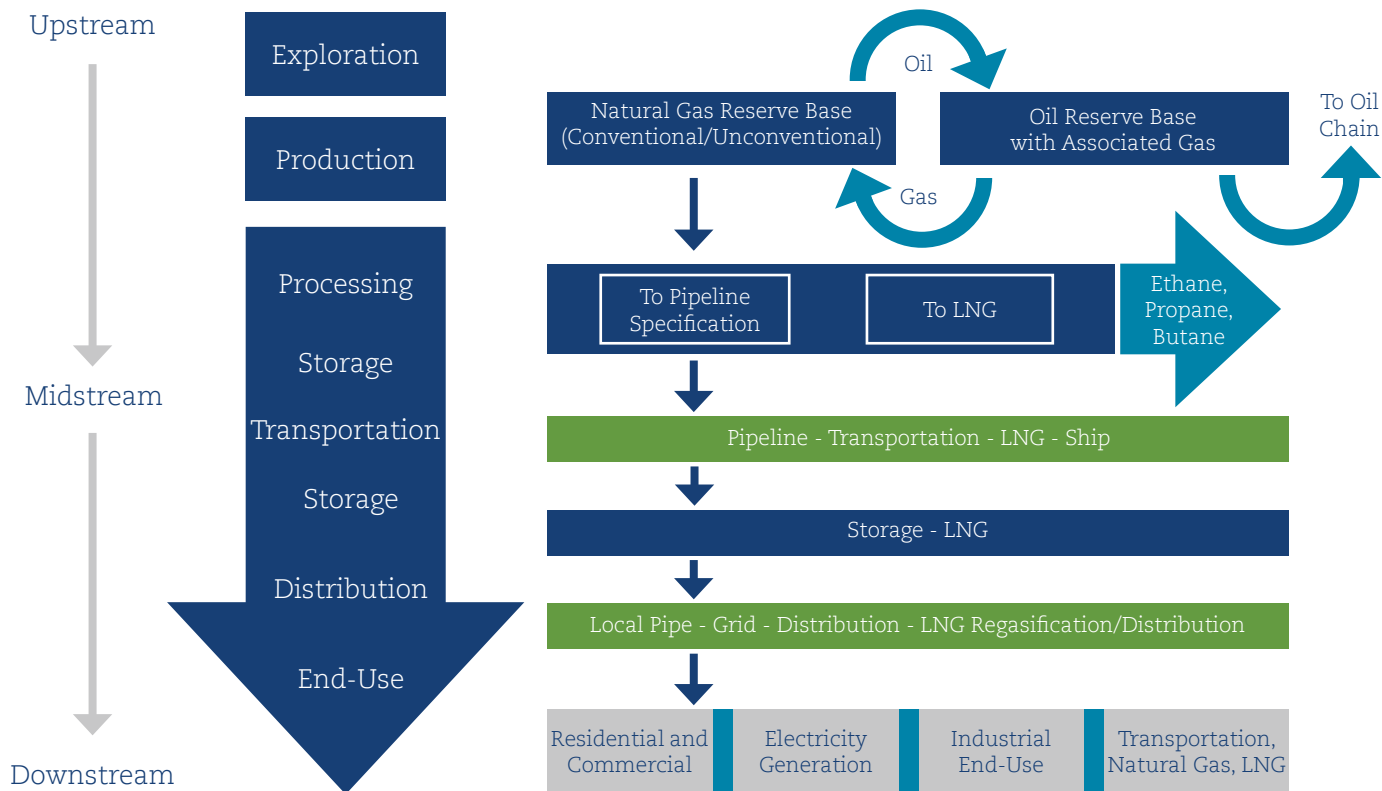 Upstream
Midstream
Downstream
Exploration
Production
Processing
Storage
Transportation
Storage
Distribution
End-Use
Oil
Natural Gas Reserve Base
(Conventional/Unconventional)
Oil Reserve Base
with Associated Gas
To Oil
Chain
Gas
To Pipeline
Specification
To LNG
Ethane,
Propane,
Butane
Pipeline - Transportation - LNG - Ship
Storage - LNG
Local Pipe - Grid - Distribution - LNG Regasification/Distribution
Residential and
Commercial
Electricity
Generation
Industrial
End-Use
Transportation,
Natural Gas, LNG